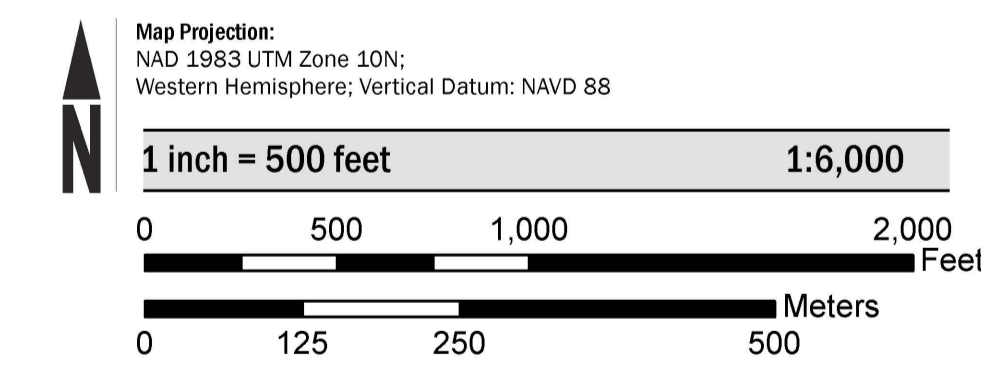 N
Map Projection:
NAD 1983 UTM Zone 10N;
Western Hemisphere; Vertical Datum: NAVD 88
1 inch = 500 feet 1:6,000
0 500 1,000 2,000
Feet
Meters
0 125 250 500